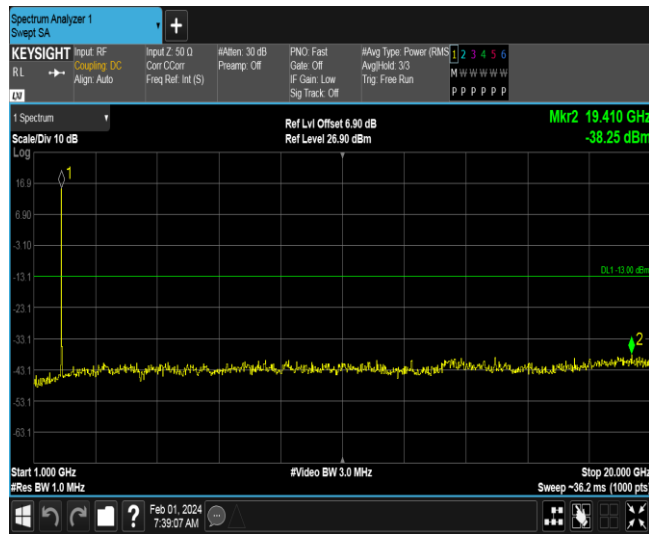 Spectrum Analyzer 1
Swept SA
KEYSIGHT
RL
LXI
Input: RF
Coupling: DC
Align: Auto
Input Z: 50 Ω
Corr CCorr
Freq Ref: Int (S)
#Atten: 30 dB
Preamp: Off
PNO: Fast
Gate: Off
IF Gain: Low
Sig Track: Off
#Avg Type: Power (RMS
Avg|Hold: 3/3
Trig: Free Run
1 2 3 4 5 6
M W W W W W
P P P P P P
1 Spectrum
Scale/Div 10 dB
Log
Ref Lvl Offset 6.90 dB
Ref Level 26.90 dBm
Mkr2 19.410 GHz
-38.25 dBm
1
16.9
6.90
-3.10
-13.1
DL1 -13.00 dBm
-23.1
-33.1
2
-43.1
-53.1
-63.1
Start 1.000 GHz
#Res BW 1.0 MHz
#Video BW 3.0 MHz
Stop 20.000 GHz
Sweep ~36.2 ms (1000 pts)
?
Feb 01, 2024
7:39:07 AM